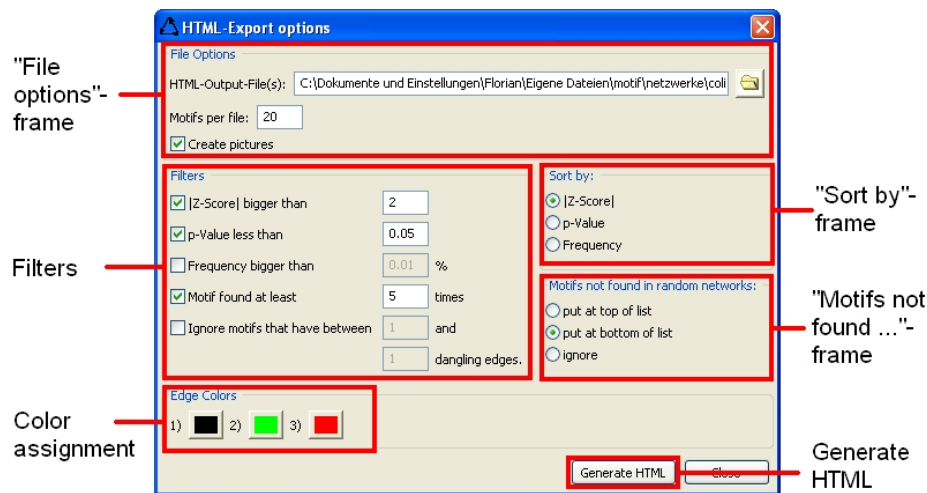 HTML-Export options
"File options"-frame
File Options
HTML-Output-File(s): C:\Dokumente und Einstellungen\Florian\Eigene Dateien\motif\netzwerke\coli
Motifs per file: 20
Create pictures
Filters
Filters
|Z-Score| bigger than 2
p-Value less than 0.05
Frequency bigger than 0.01 %
Motif found at least 5 times
Ignore motifs that have between 1 and
1 dangling edges.
Sort by:
|Z-Score|
p-Value
Frequency
"Sort by"-frame
Motifs not found in random networks:
put at top of list
put at bottom of list
ignore
"Motifs not found ..."-frame
Color assignment
Edge Colors
1) 2) 3)
Generate HTML
Close
Generate HTML